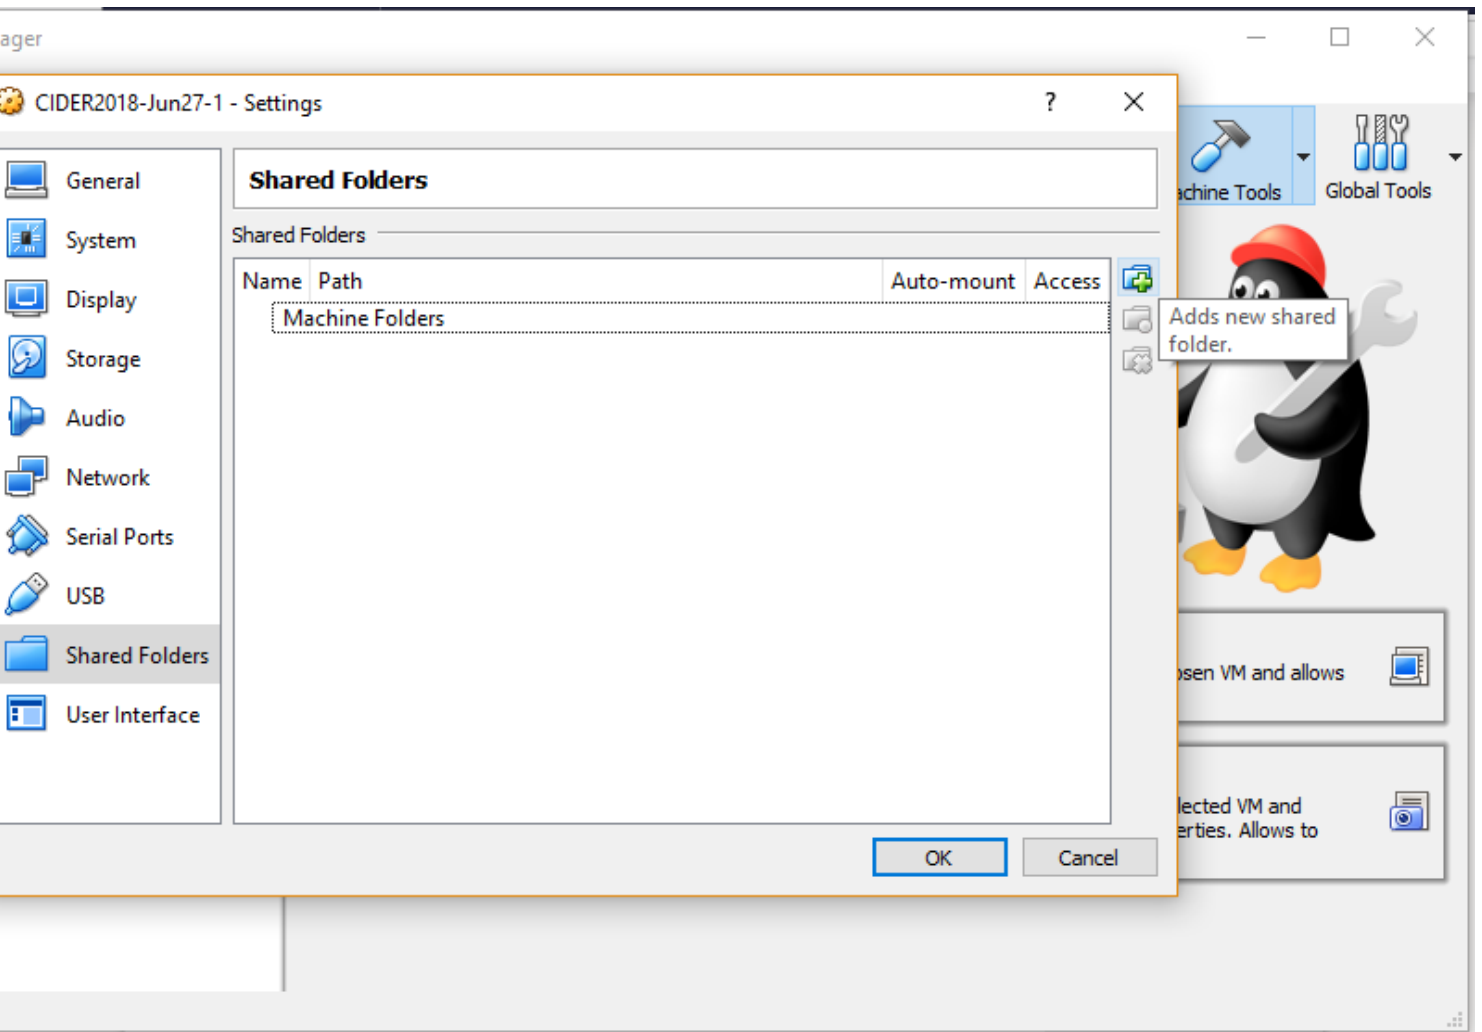 ager
CIDER2018-Jun27-1 - Settings
?
General
System
Display
Storage
Audio
Network
Serial Ports
USB
Shared Folders
User Interface
Shared Folders
Shared Folders
Name Path Auto-mount Access
Machine Folders
Adds new shared
folder.
OK Cancel
achine Tools
Global Tools
osen VM and allows
lected VM and
erties. Allows to